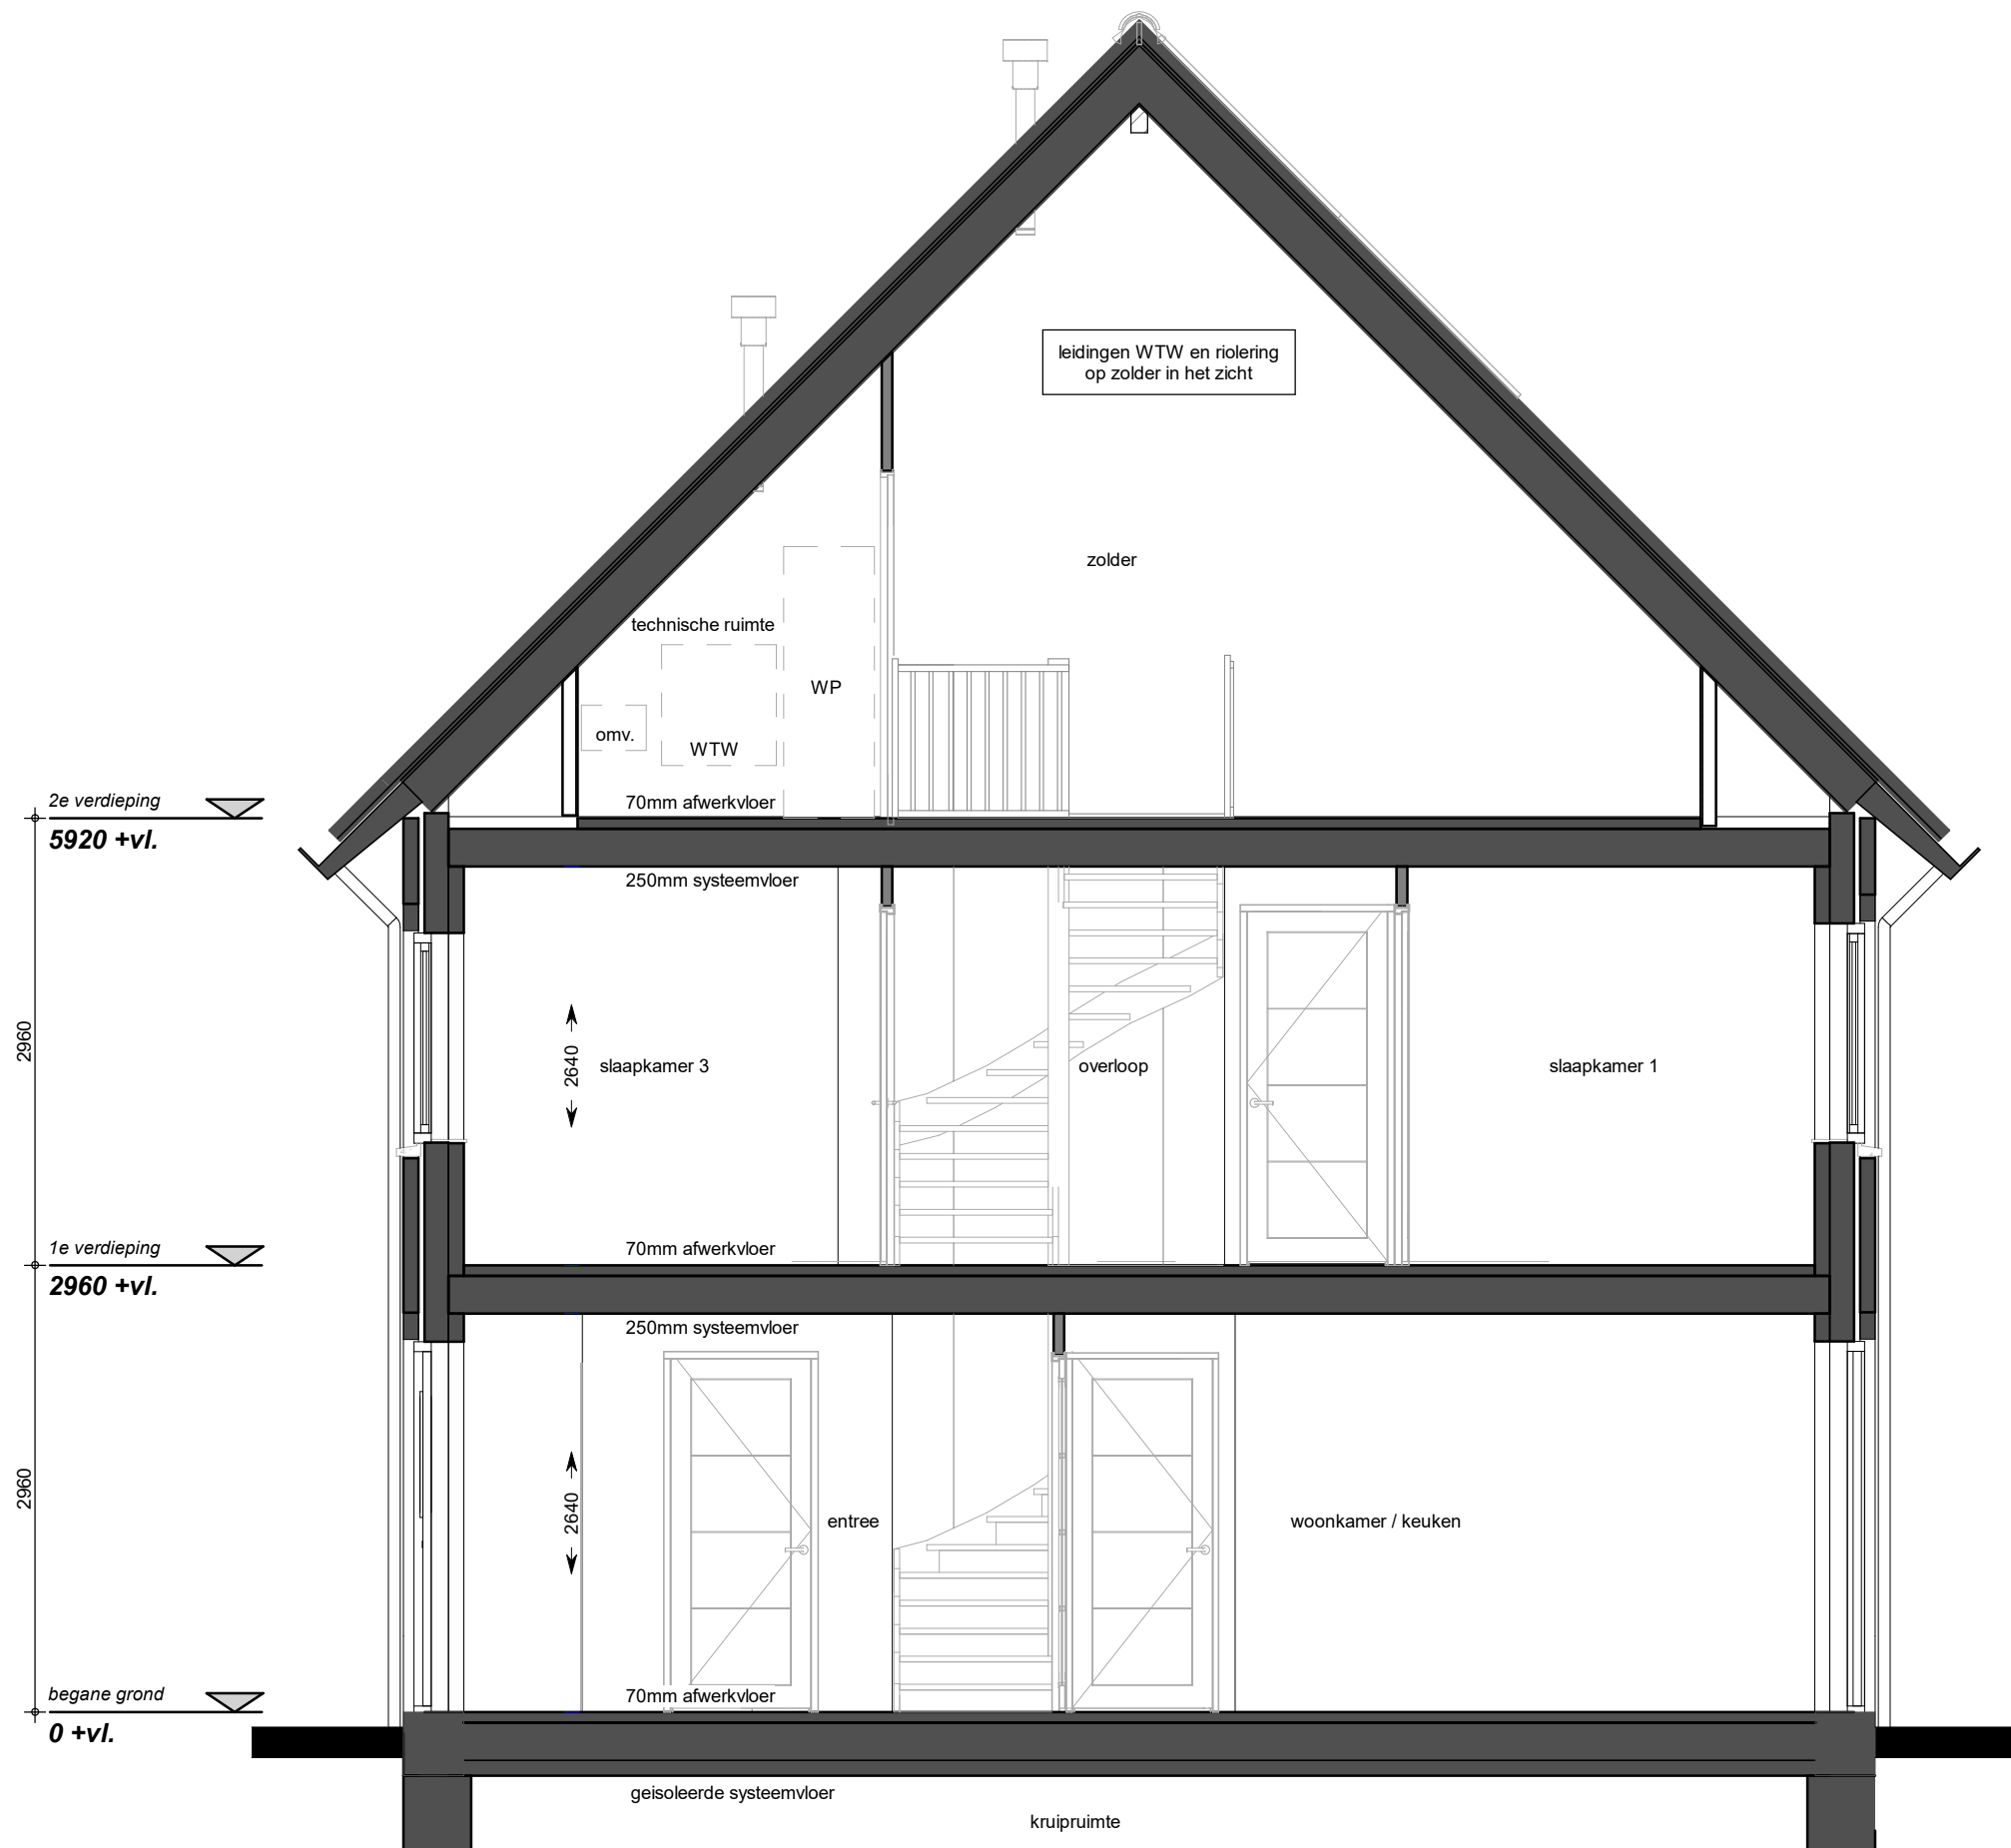 leidingen WTW en riolering
op zolder in het zicht
zolder
technische ruimte
WP
omv.
WTW
2e verdieping
70mm afwerkvloer
5920 +vl.
250mm systeemvloer
2960
2640
slaapkamer 3
overloop
slaapkamer 1
1e verdieping
70mm afwerkvloer
2960 +vl.
250mm systeemvloer
2960
2640
entree
woonkamer / keuken
begane grond
70mm afwerkvloer
0 +vl.
geisoleerde systeemvloer
kruipruimte